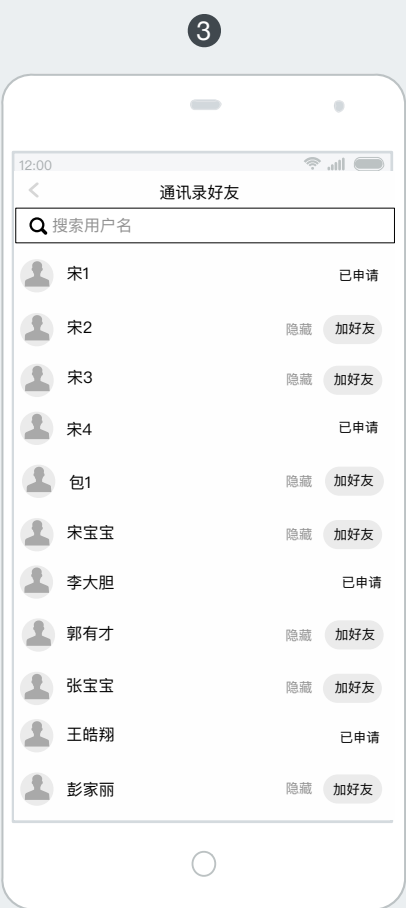 3
12:00
通讯录好友
搜索用户名
宋1 已申请
宋2 隐藏 加好友
宋3 隐藏 加好友
宋4 已申请
包1 隐藏 加好友
宋宝宝 隐藏 加好友
李大胆 已申请
郭有才 隐藏 加好友
张宝宝 隐藏 加好友
王皓翔 已申请
彭家丽 隐藏 加好友